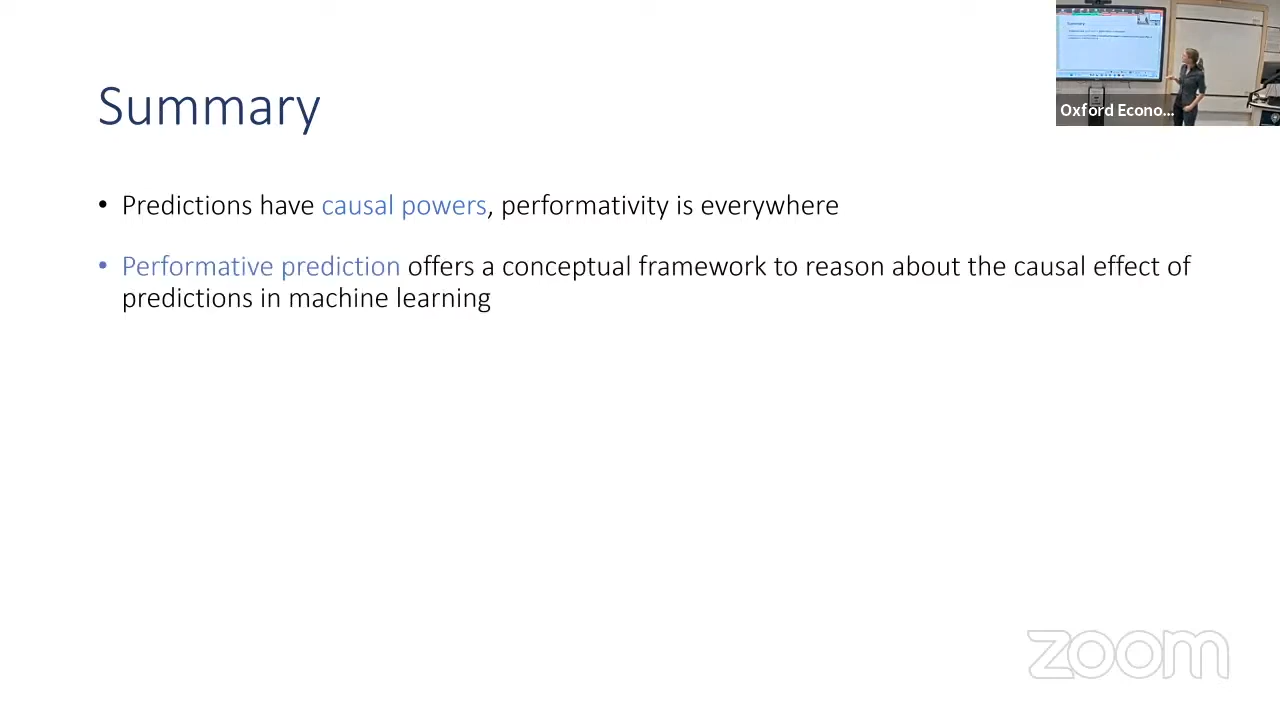 Summary
Oxford Econo...
• Predictions have causal powers, performativity is everywhere
• Performative prediction offers a conceptual framework to reason about the causal effect of
predictions in machine learning
zoom